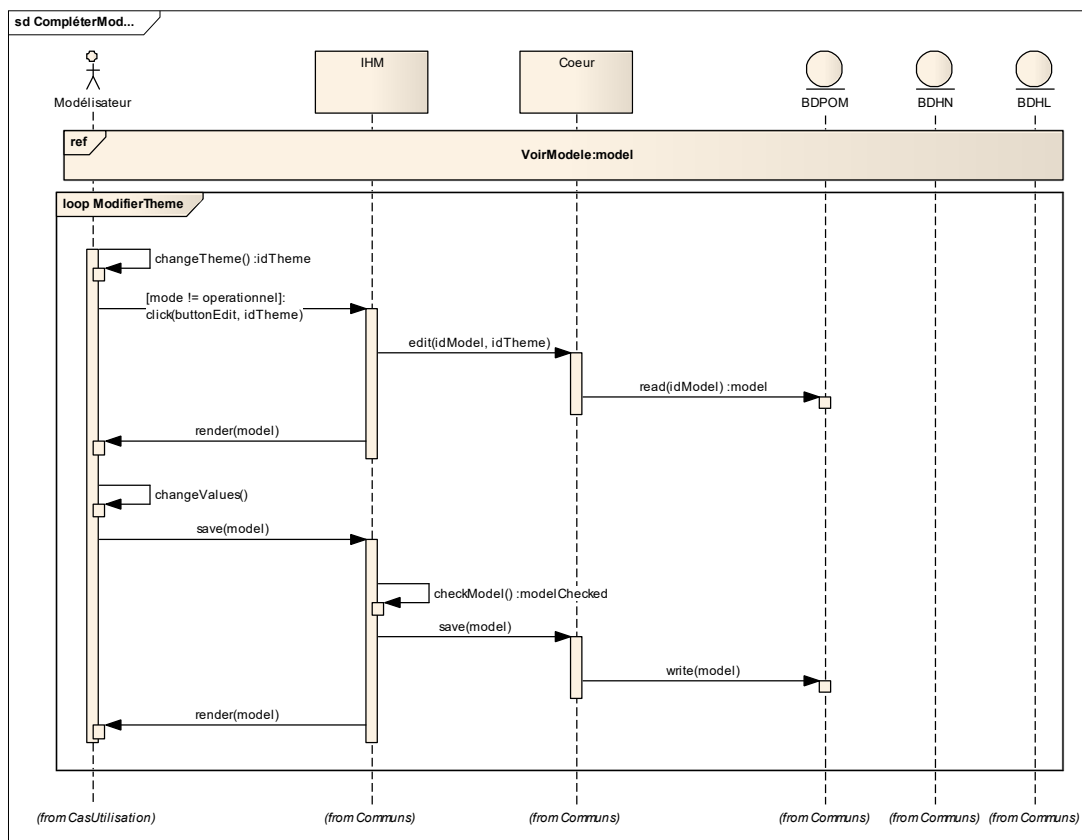 sd CompléterMod...
IHM
Coeur
Modélisateur
BDPOM
BDHN
BDHL
ref
VoirModele:model
loop ModifierTheme
changeTheme() :idTheme
[mode != operationnel]:
click(buttonEdit, idTheme)
edit(idModel, idTheme)
read(idModel) :model
render(model)
changeValues()
save(model)
checkModel() :modelChecked
save(model)
write(model)
render(model)
(from CasUtilisation)
(from Communs)
(from Communs)
(from Communs)
(from Communs)
(from Communs)